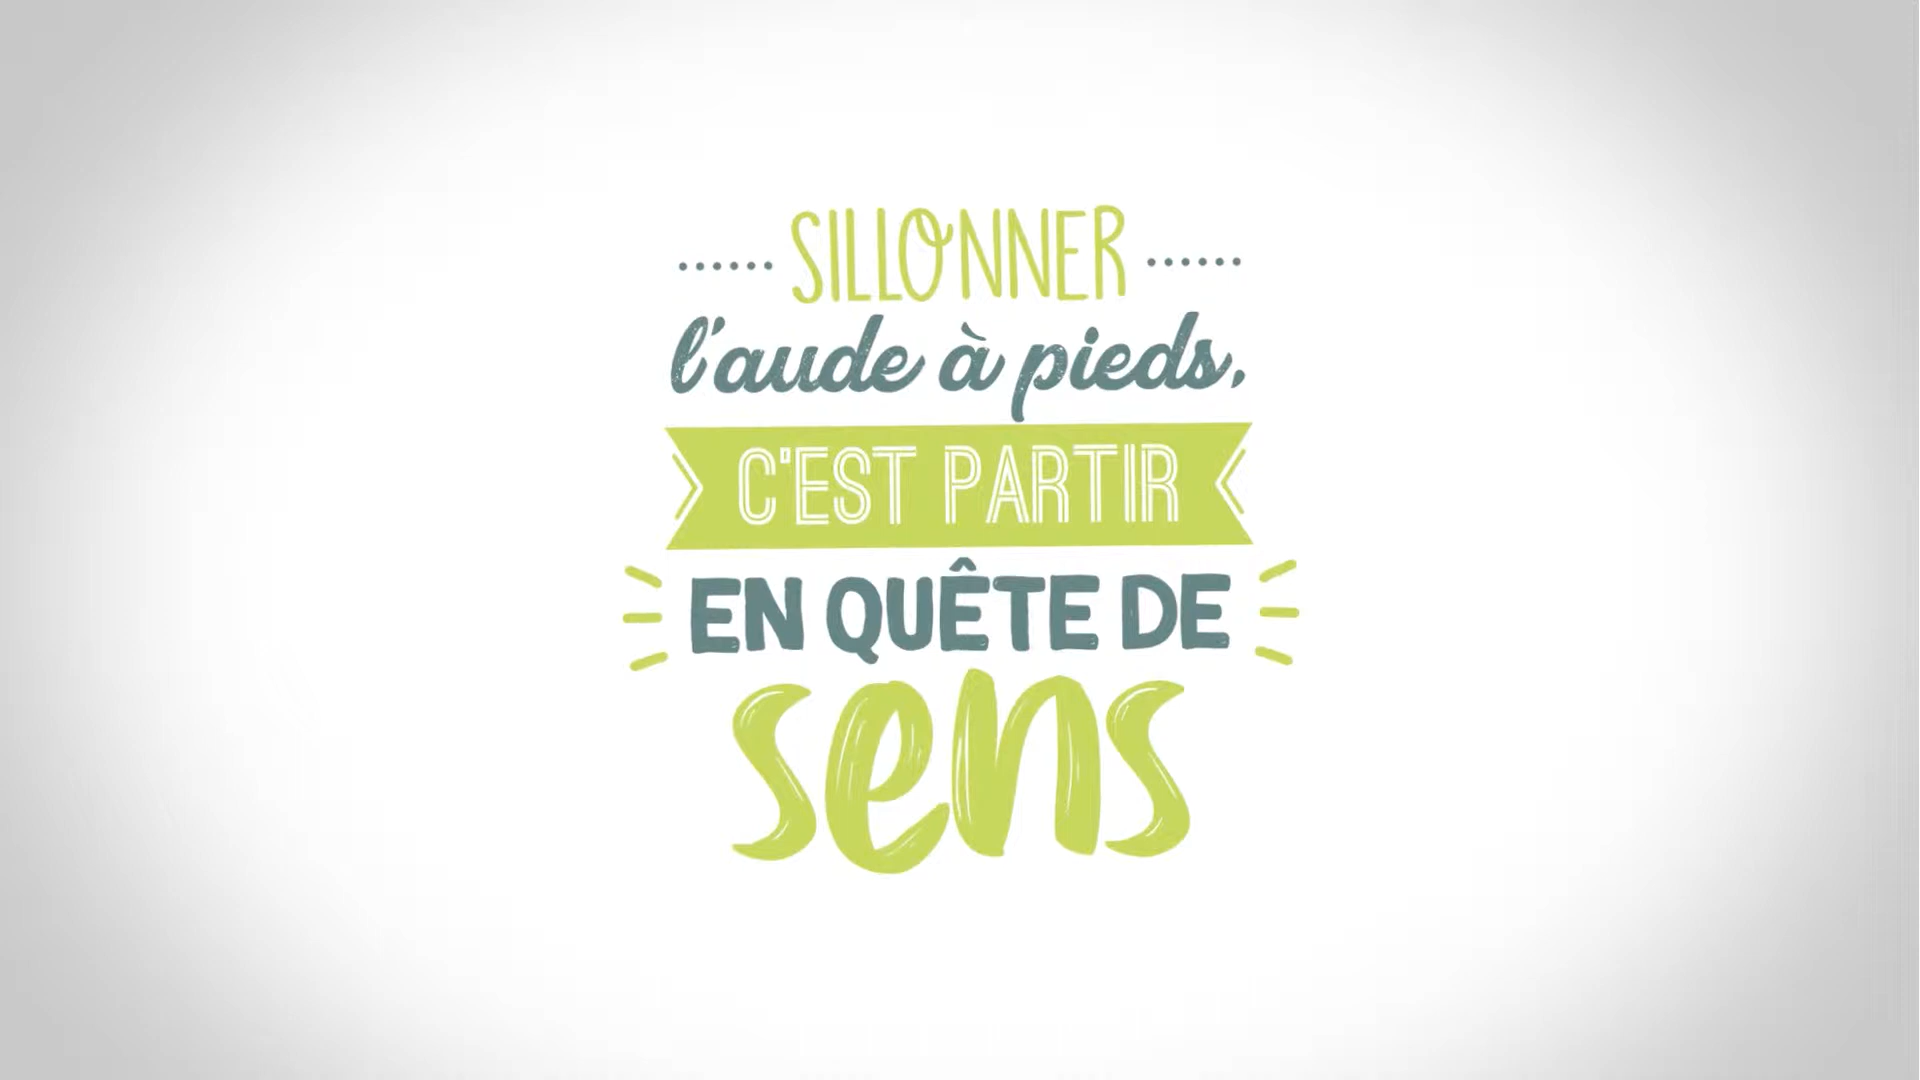 SILLONNER
l'aude à pieds,
C'EST PARTIR
EN QUÊTE DE
sens